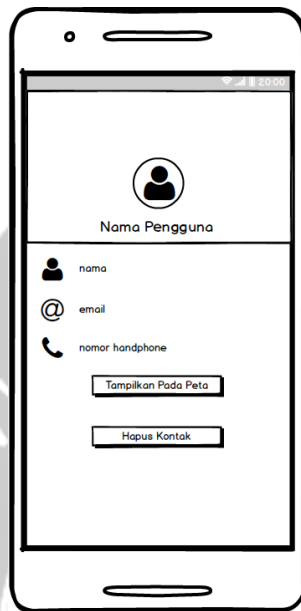 20:00
Nama Pengguna
nama
@ email
nomor handphone
Tampilkan Pada Peta
Hapus Kontak